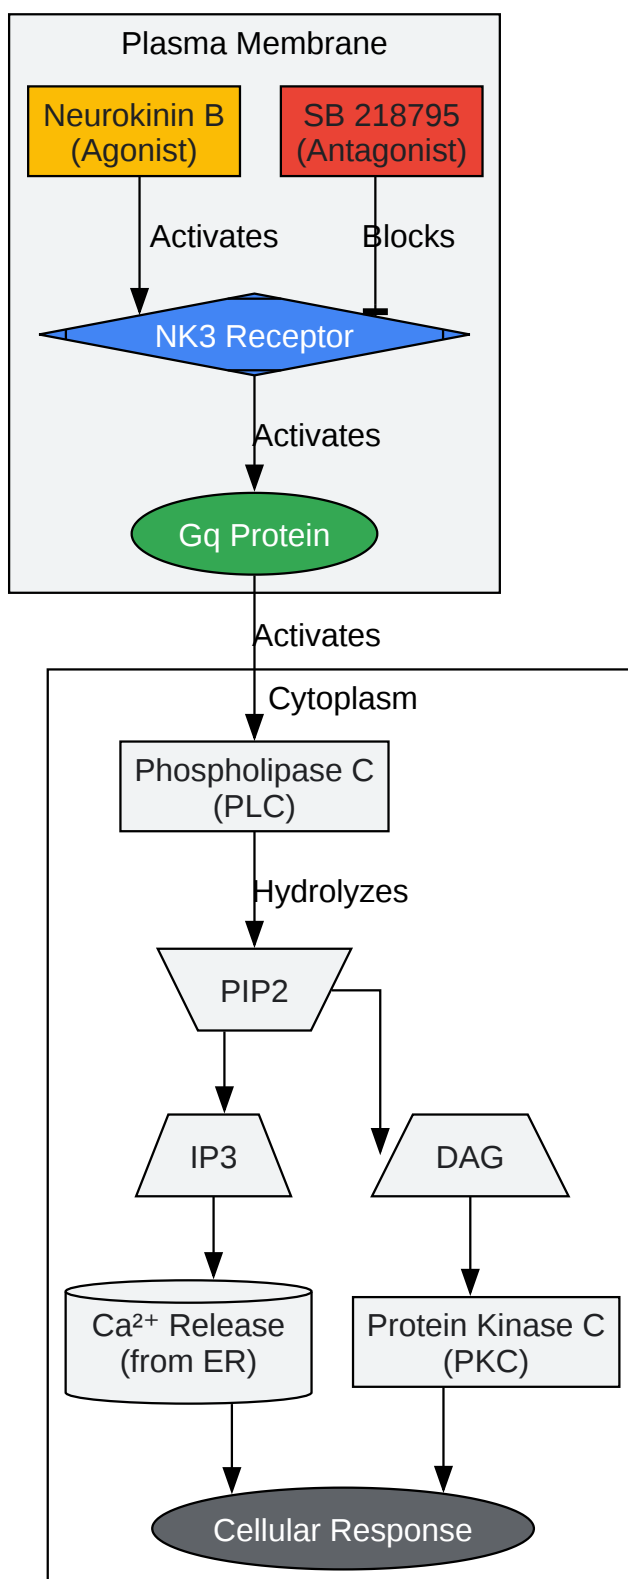 Plasma Membrane
Neurokinin B
(Agonist)
SB 218795
(Antagonist)
Activates
Blocks
NK3 Receptor
Activates
Gq Protein
Activates
Cytoplasm
Phospholipase C
(PLC)
Hydrolyzes
PIP2
IP3
DAG
Ca²⁺ Release
(from ER)
Protein Kinase C
(PKC)
Cellular Response